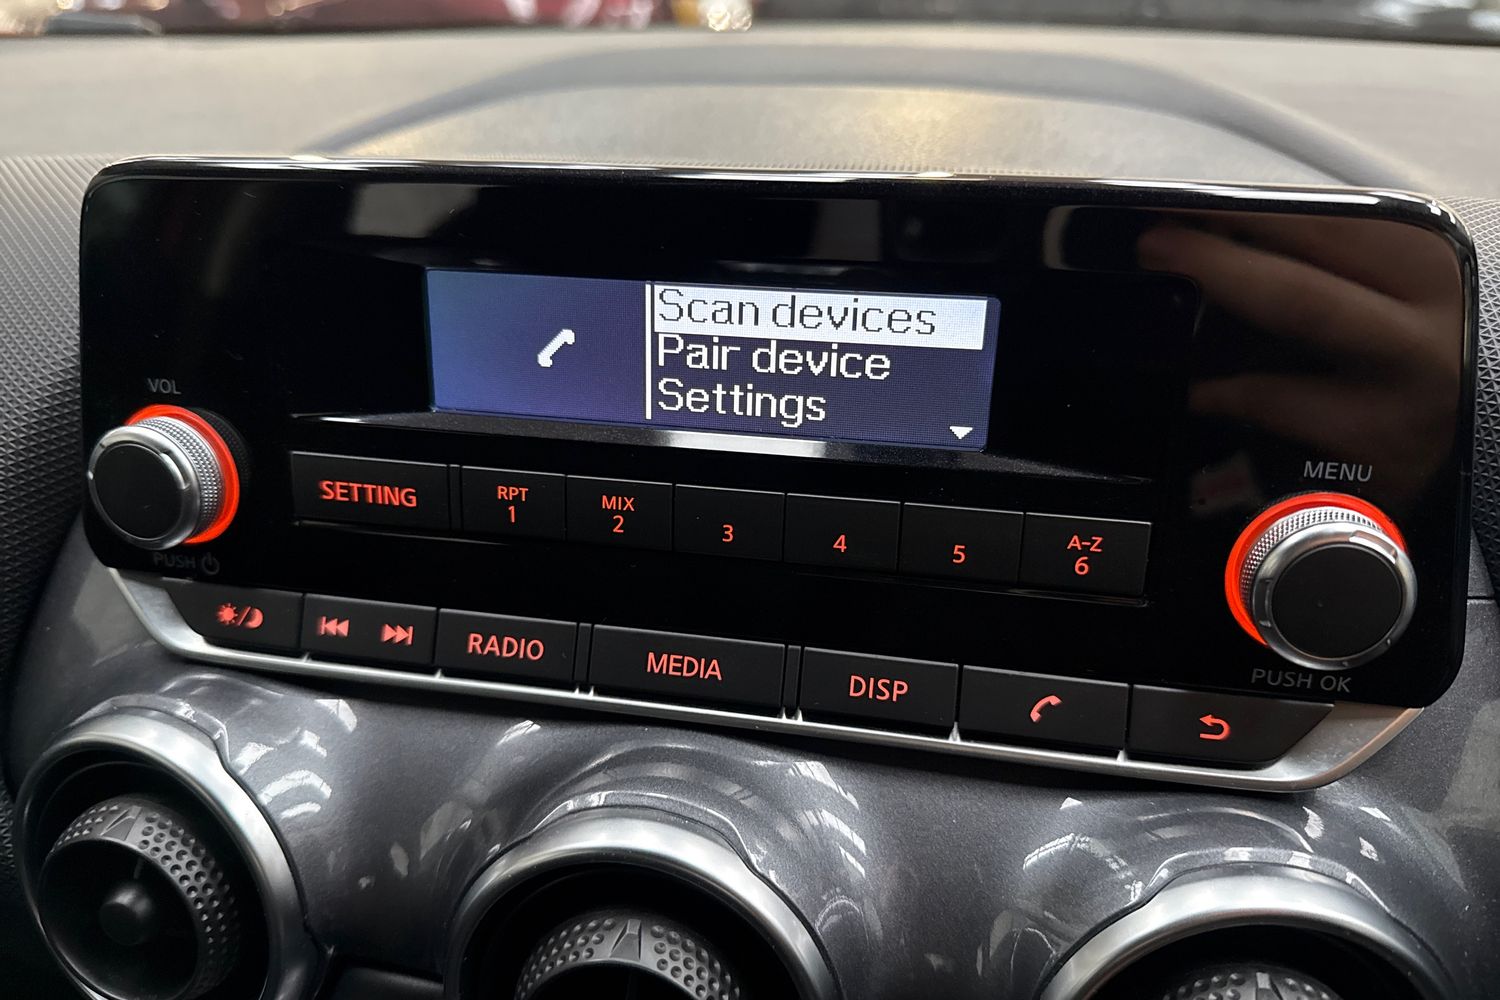 Scan devices
Pair device
Settings
VOL
MENU
SETTING
RPT
1
MIX
2
3
4
5
A-Z
6
PUSH
RADIO
MEDIA
DISP
PUSH OK